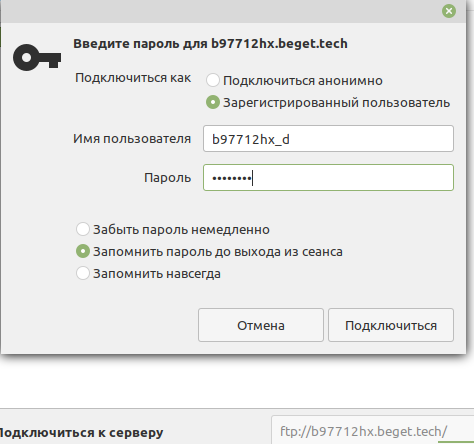 Введите пароль для b97712hx.beget.tech
Подключиться как
Подключиться анонимно
Зарегистрированный пользователь
Имя пользователя b97712hx_d
Пароль ••••••••
Забыть пароль немедленно
Запомнить пароль до выхода из сеанса
Запомнить навсегда
Отмена Подключиться
Подключиться к серверу ftp://b97712hx.beget.tech/